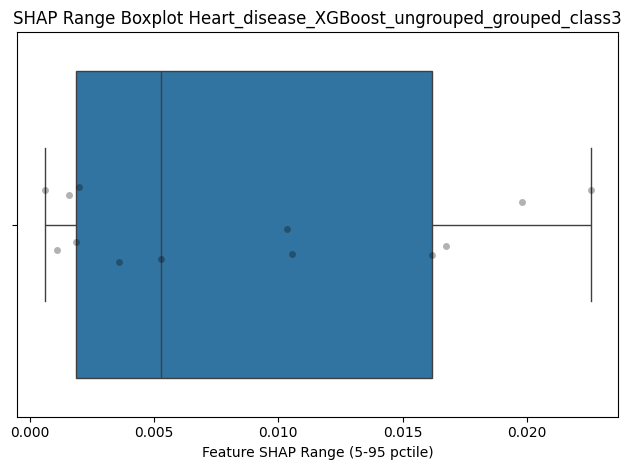 SHAP Range Boxplot Heart_disease_XGBoost_ungrouped_grouped_class3
0.000 0.005 0.010 0.015 0.020
Feature SHAP Range (5-95 pctile)